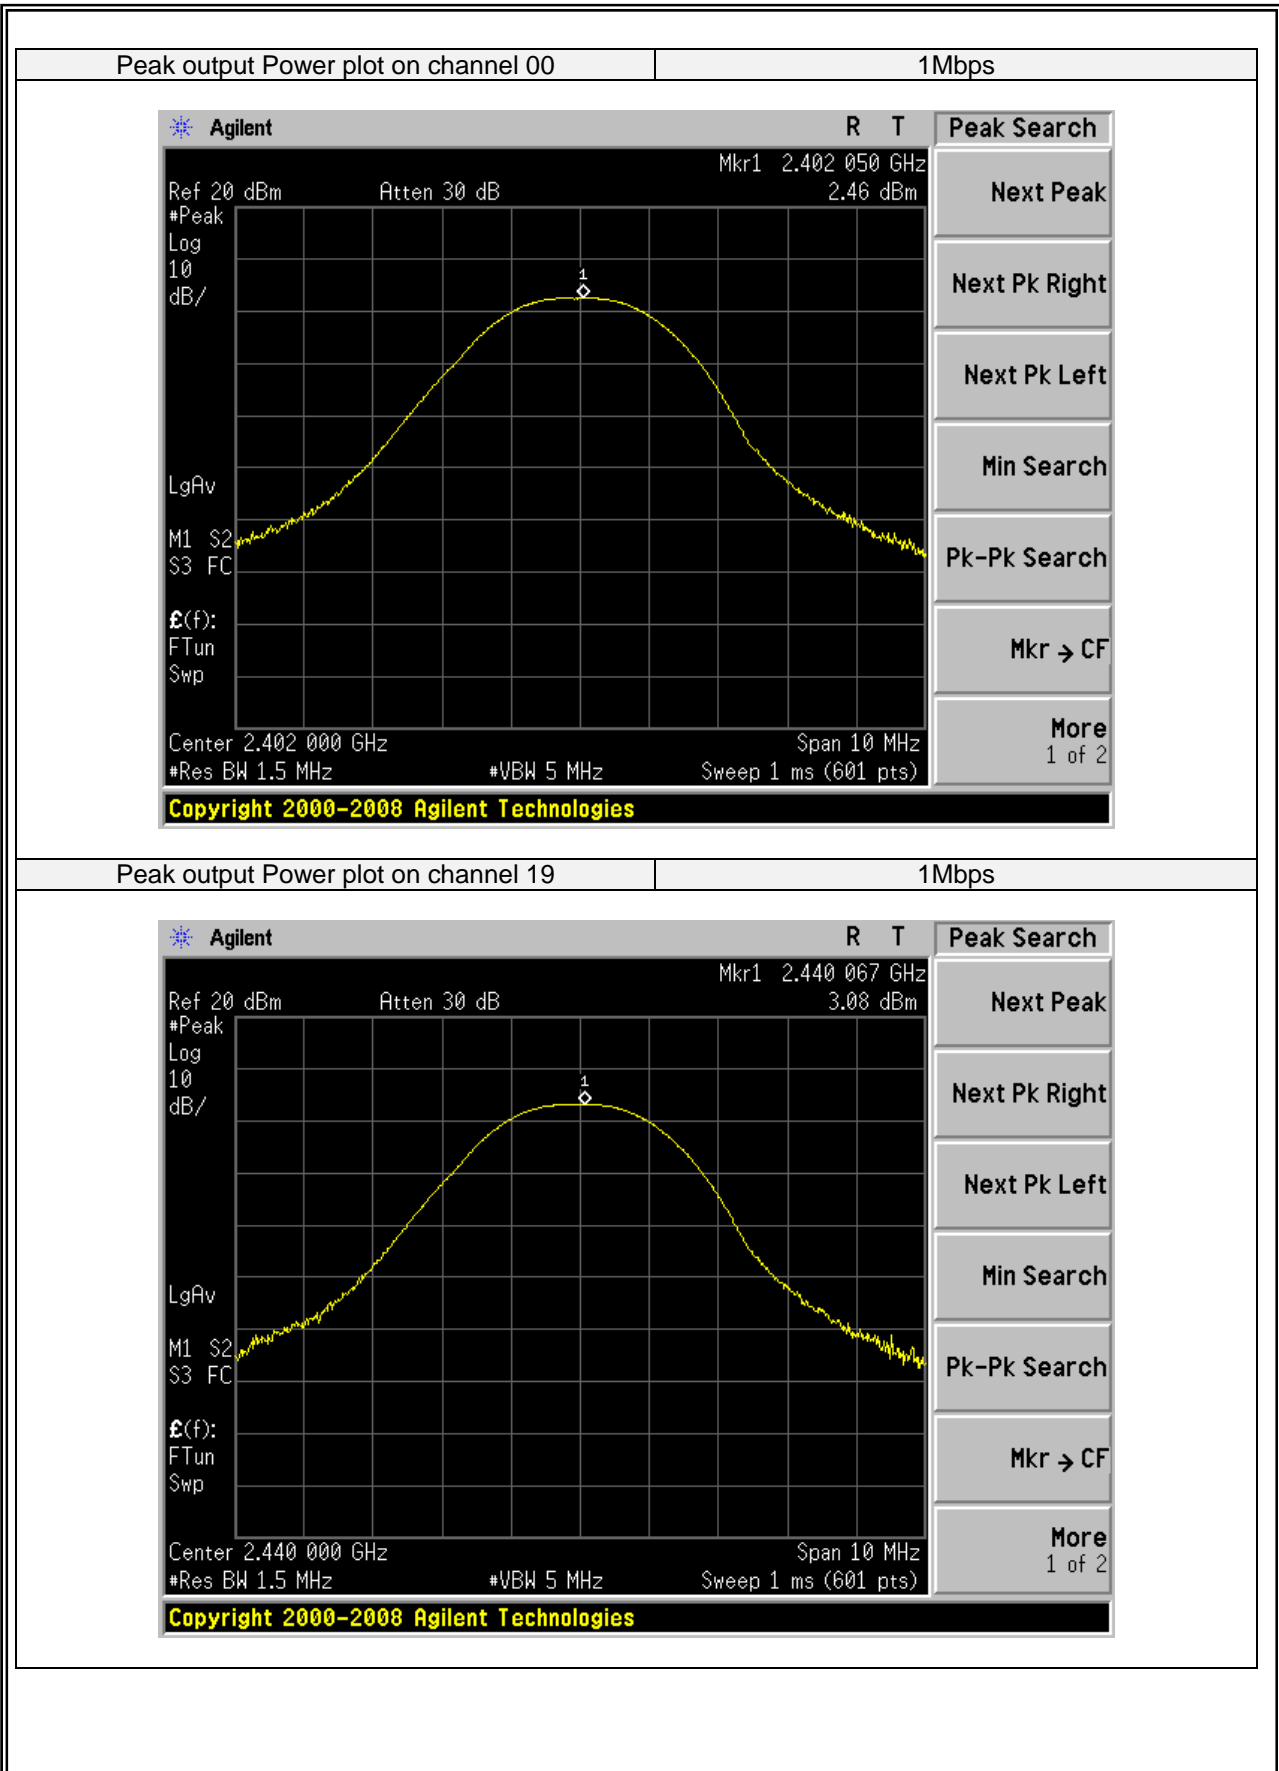 Peak output Power plot on channel 00 1Mbps
Agilent R T Peak Search
Mkr1 2.402 050 GHz
Ref 20 dBm Atten 30 dB 2.46 dBm Next Peak
#Peak
Log
10 1
dB/ Next Pk Right
Next Pk Left
Min Search
LgAv
M1 S2
S3 FC Pk-Pk Search
£(f):
FTun Mkr → CF
Swp
More
Center 2.402 000 GHz Span 10 MHz 1 of 2
#Res BW 1.5 MHz #VBW 5 MHz Sweep 1 ms (601 pts)
Copyright 2000-2008 Agilent Technologies
Peak output Power plot on channel 19 1Mbps
Agilent R T Peak Search
Mkr1 2.440 067 GHz
Ref 20 dBm Atten 30 dB 3.08 dBm Next Peak
#Peak
Log
10 1
dB/ Next Pk Right
Next Pk Left
Min Search
LgAv
M1 S2
S3 FC Pk-Pk Search
£(f):
FTun Mkr → CF
Swp
More
Center 2.440 000 GHz Span 10 MHz 1 of 2
#Res BW 1.5 MHz #VBW 5 MHz Sweep 1 ms (601 pts)
Copyright 2000-2008 Agilent Technologies